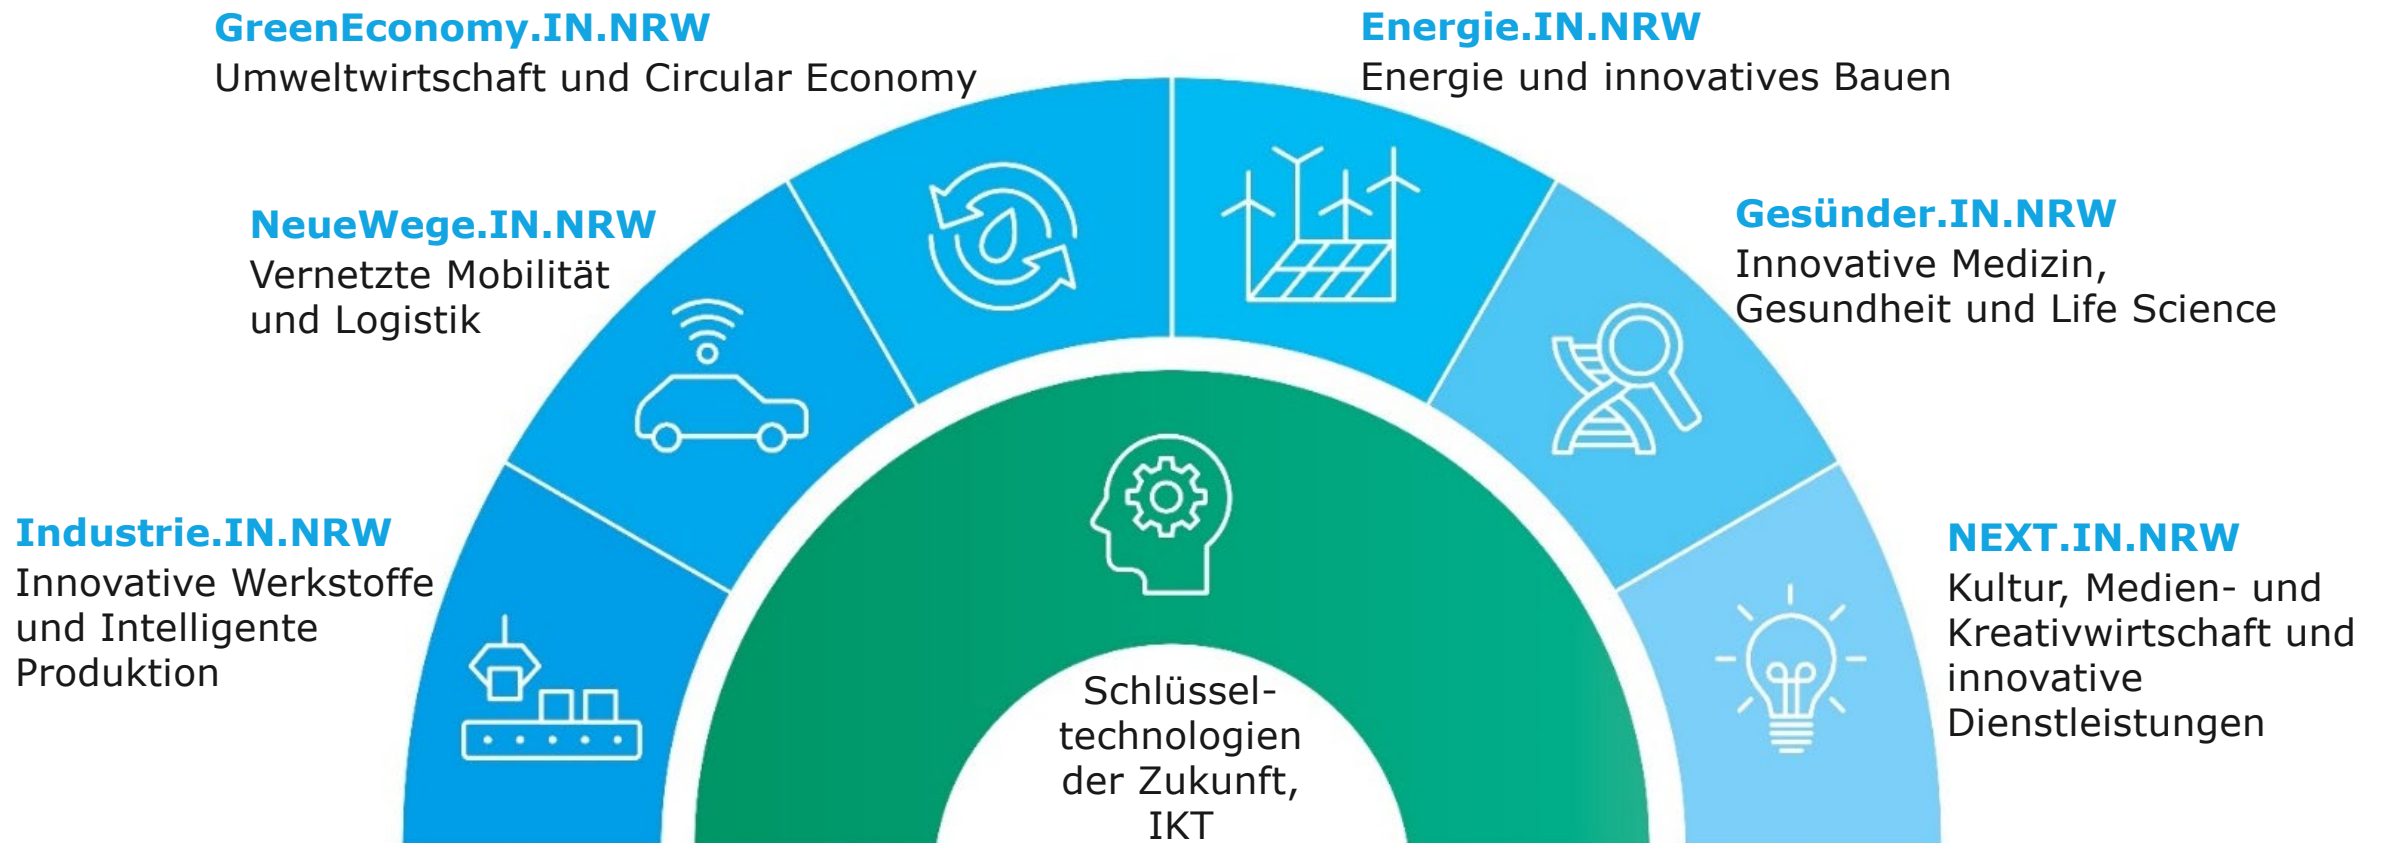 GreenEconomy.IN.NRW
Umweltwirtschaft und Circular Economy
Energie.IN.NRW
Energie und innovatives Bauen
NeueWege.IN.NRW
Vernetzte Mobilität
und Logistik
Gesünder.IN.NRW
Innovative Medizin,
Gesundheit und Life Science
Industrie.IN.NRW
Innovative Werkstoffe
und Intelligente
Produktion
NEXT.IN.NRW
Kultur, Medien- und
Kreativwirtschaft und
innovative
Dienstleistungen
Schlüssel-
technologien
der Zukunft,
IKT